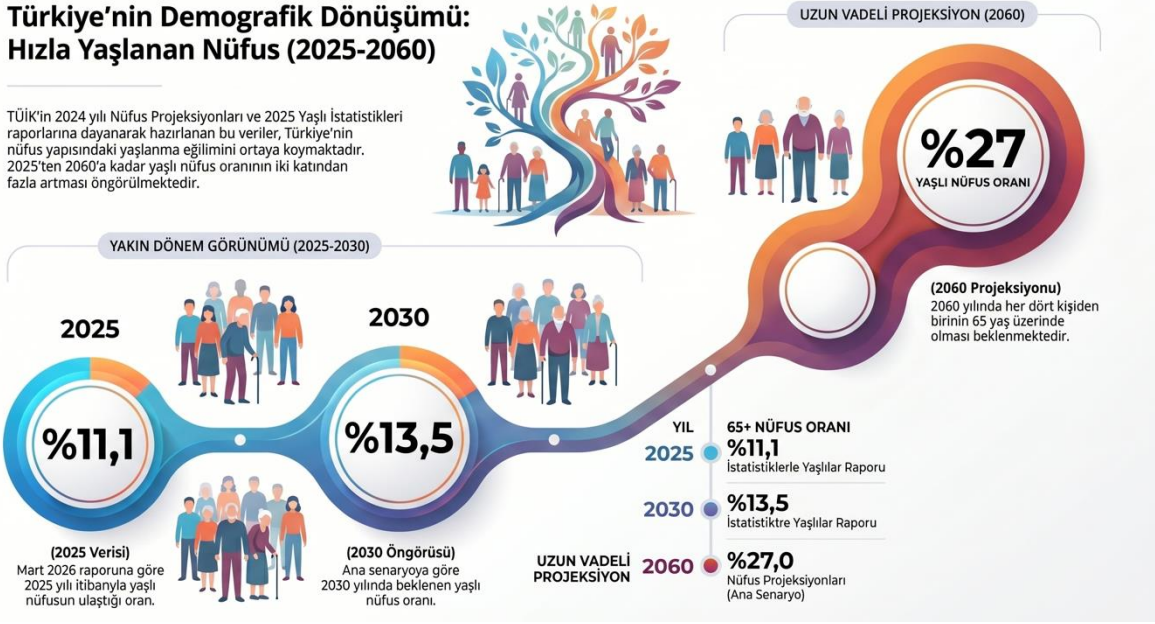 Türkiye’nin Demografik Dönüşümü:
Hızla Yaşlanan Nüfus (2025-2060)
TÜİK'in 2024 yılı Nüfus Projeksiyonları ve 2025 Yaşlı İstatistikleri
raporlarına dayanarak hazırlanan bu veriler, Türkiye’nin
nüfus yapısındaki yaşlanma eğilimini ortaya koymaktadır.
2025’ten 2060’a kadar yaşlı nüfus oranının iki katından
fazla artması öngörülmektedir.
UZUN VADELİ PROJEKSİYON (2060)
%27
YAŞLI NÜFUS ORANI
(2060 Projeksiyonu)
2060 yılında her dört kişiden
birinin 65 yaş üzerinde
olması beklenmektedir.
YAKIN DÖNEM GÖRÜNÜMÜ (2025-2030)
2025
%11,1
(2025 Verisi)
Mart 2026 raporuna göre
2025 yılı itibanyla yaşlı
nüfusun ulaştığı oran.
2030
%13,5
(2030 Öngörüsü)
Ana senaryoya göre
2030 yılında beklenen yaşlı
nüfus oranı.
YIL
65+ NÜFUS ORANI
2025
%11,1
İstatistiklerle Yaşlılar Raporu
2030
%13,5
İstatistiktre Yaşlılar Raporu
UZUN VADELİ
PROJEKSİYON
2060
%27,0
Nüfus Projeksiyonları
(Ana Senaryo)